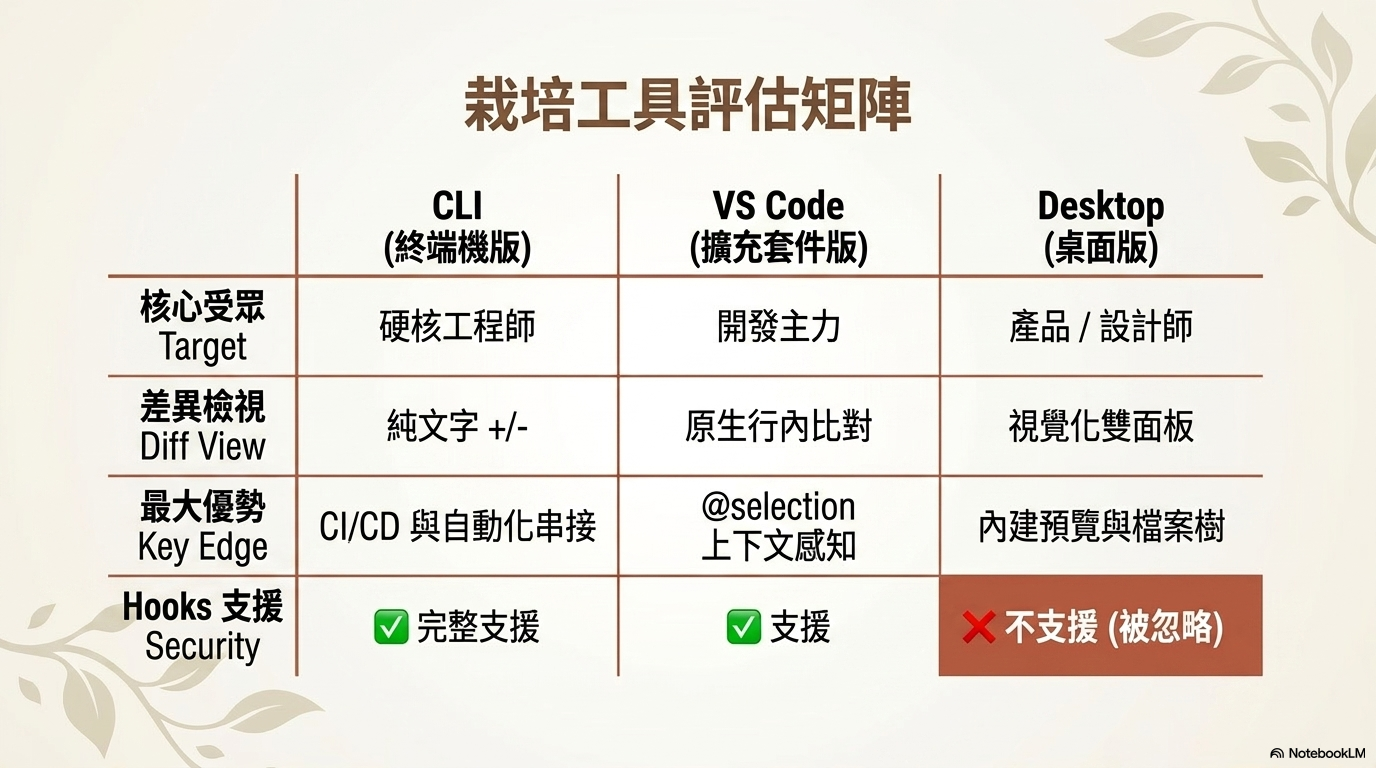 栽培工具評估矩陣
CLI
(終端機版)
VS Code
(擴充套件版)
Desktop
(桌面版)
核心受眾
Target
硬核工程師
開發主力
產品 / 設計師
差異檢視
Diff View
純文字 +/-
原生行內比對
視覺化雙面板
最大優勢
Key Edge
CI/CD 與自動化串接
@selection
上下文感知
內建預覽與檔案樹
Hooks 支援
Security
✅ 完整支援
✅ 支援
❌ 不支援 (被忽略)
NotebookLM